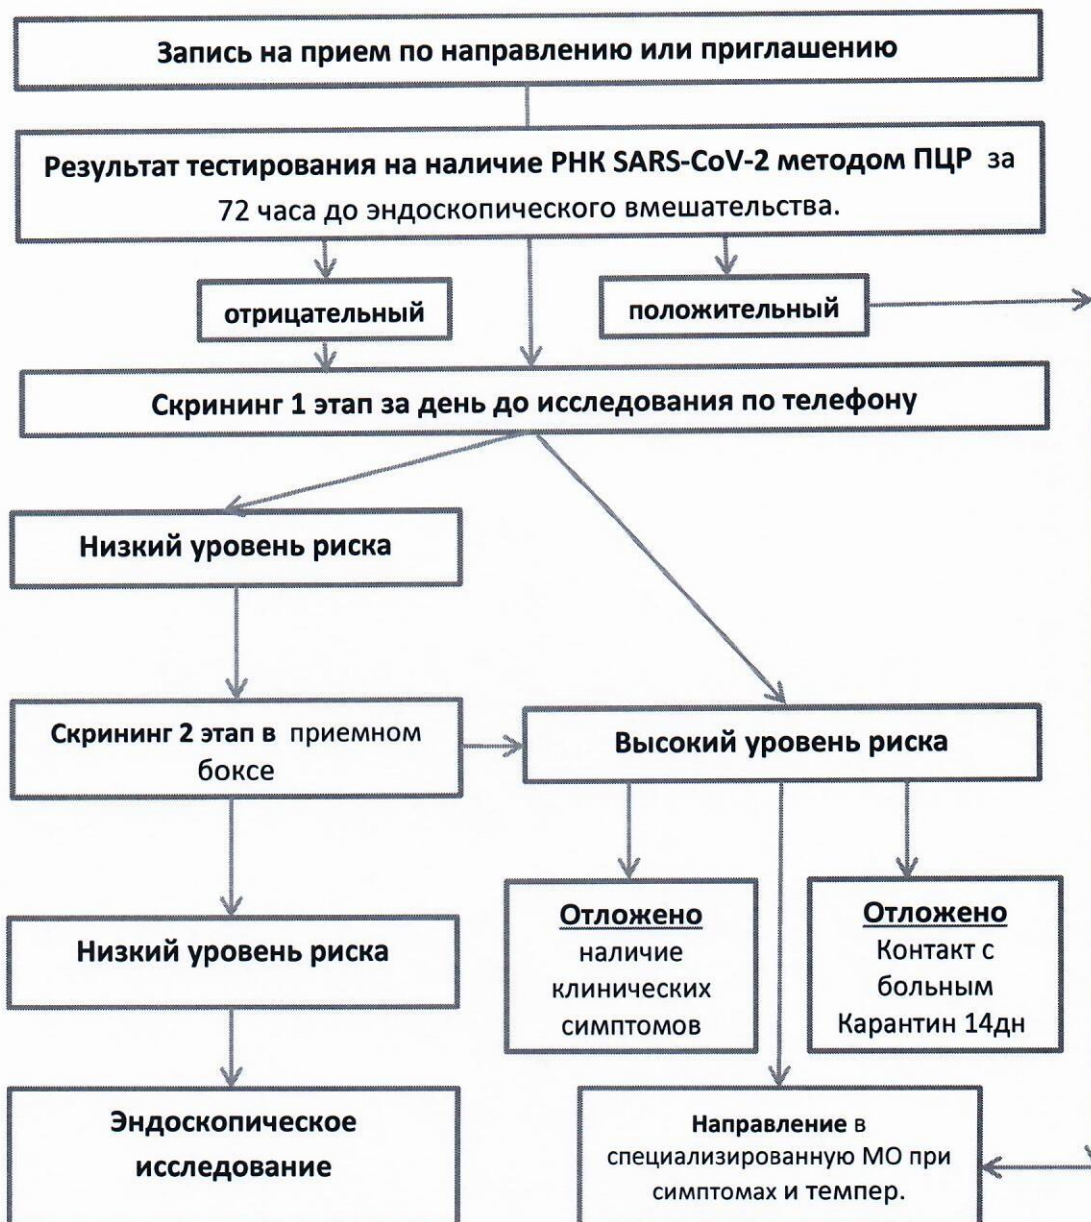 Запись на прием по направлению или приглашению
Результат тестирования на наличие РНК SARS-CoV-2 методом ПЦР за
72 часа до эндоскопического вмешательства.
отрицательный
положительный
Скрининг 1 этап за день до исследования по телефону
Низкий уровень риска
Скрининг 2 этап в приемном
боксе
Высокий уровень риска
Отложено
наличие
клинических
симптомов
Отложено
Контакт с
больным
Карантин 14дн
Низкий уровень риска
Эндоскопическое
исследование
Направление в
специализированную МО при
симптомах и темпер.